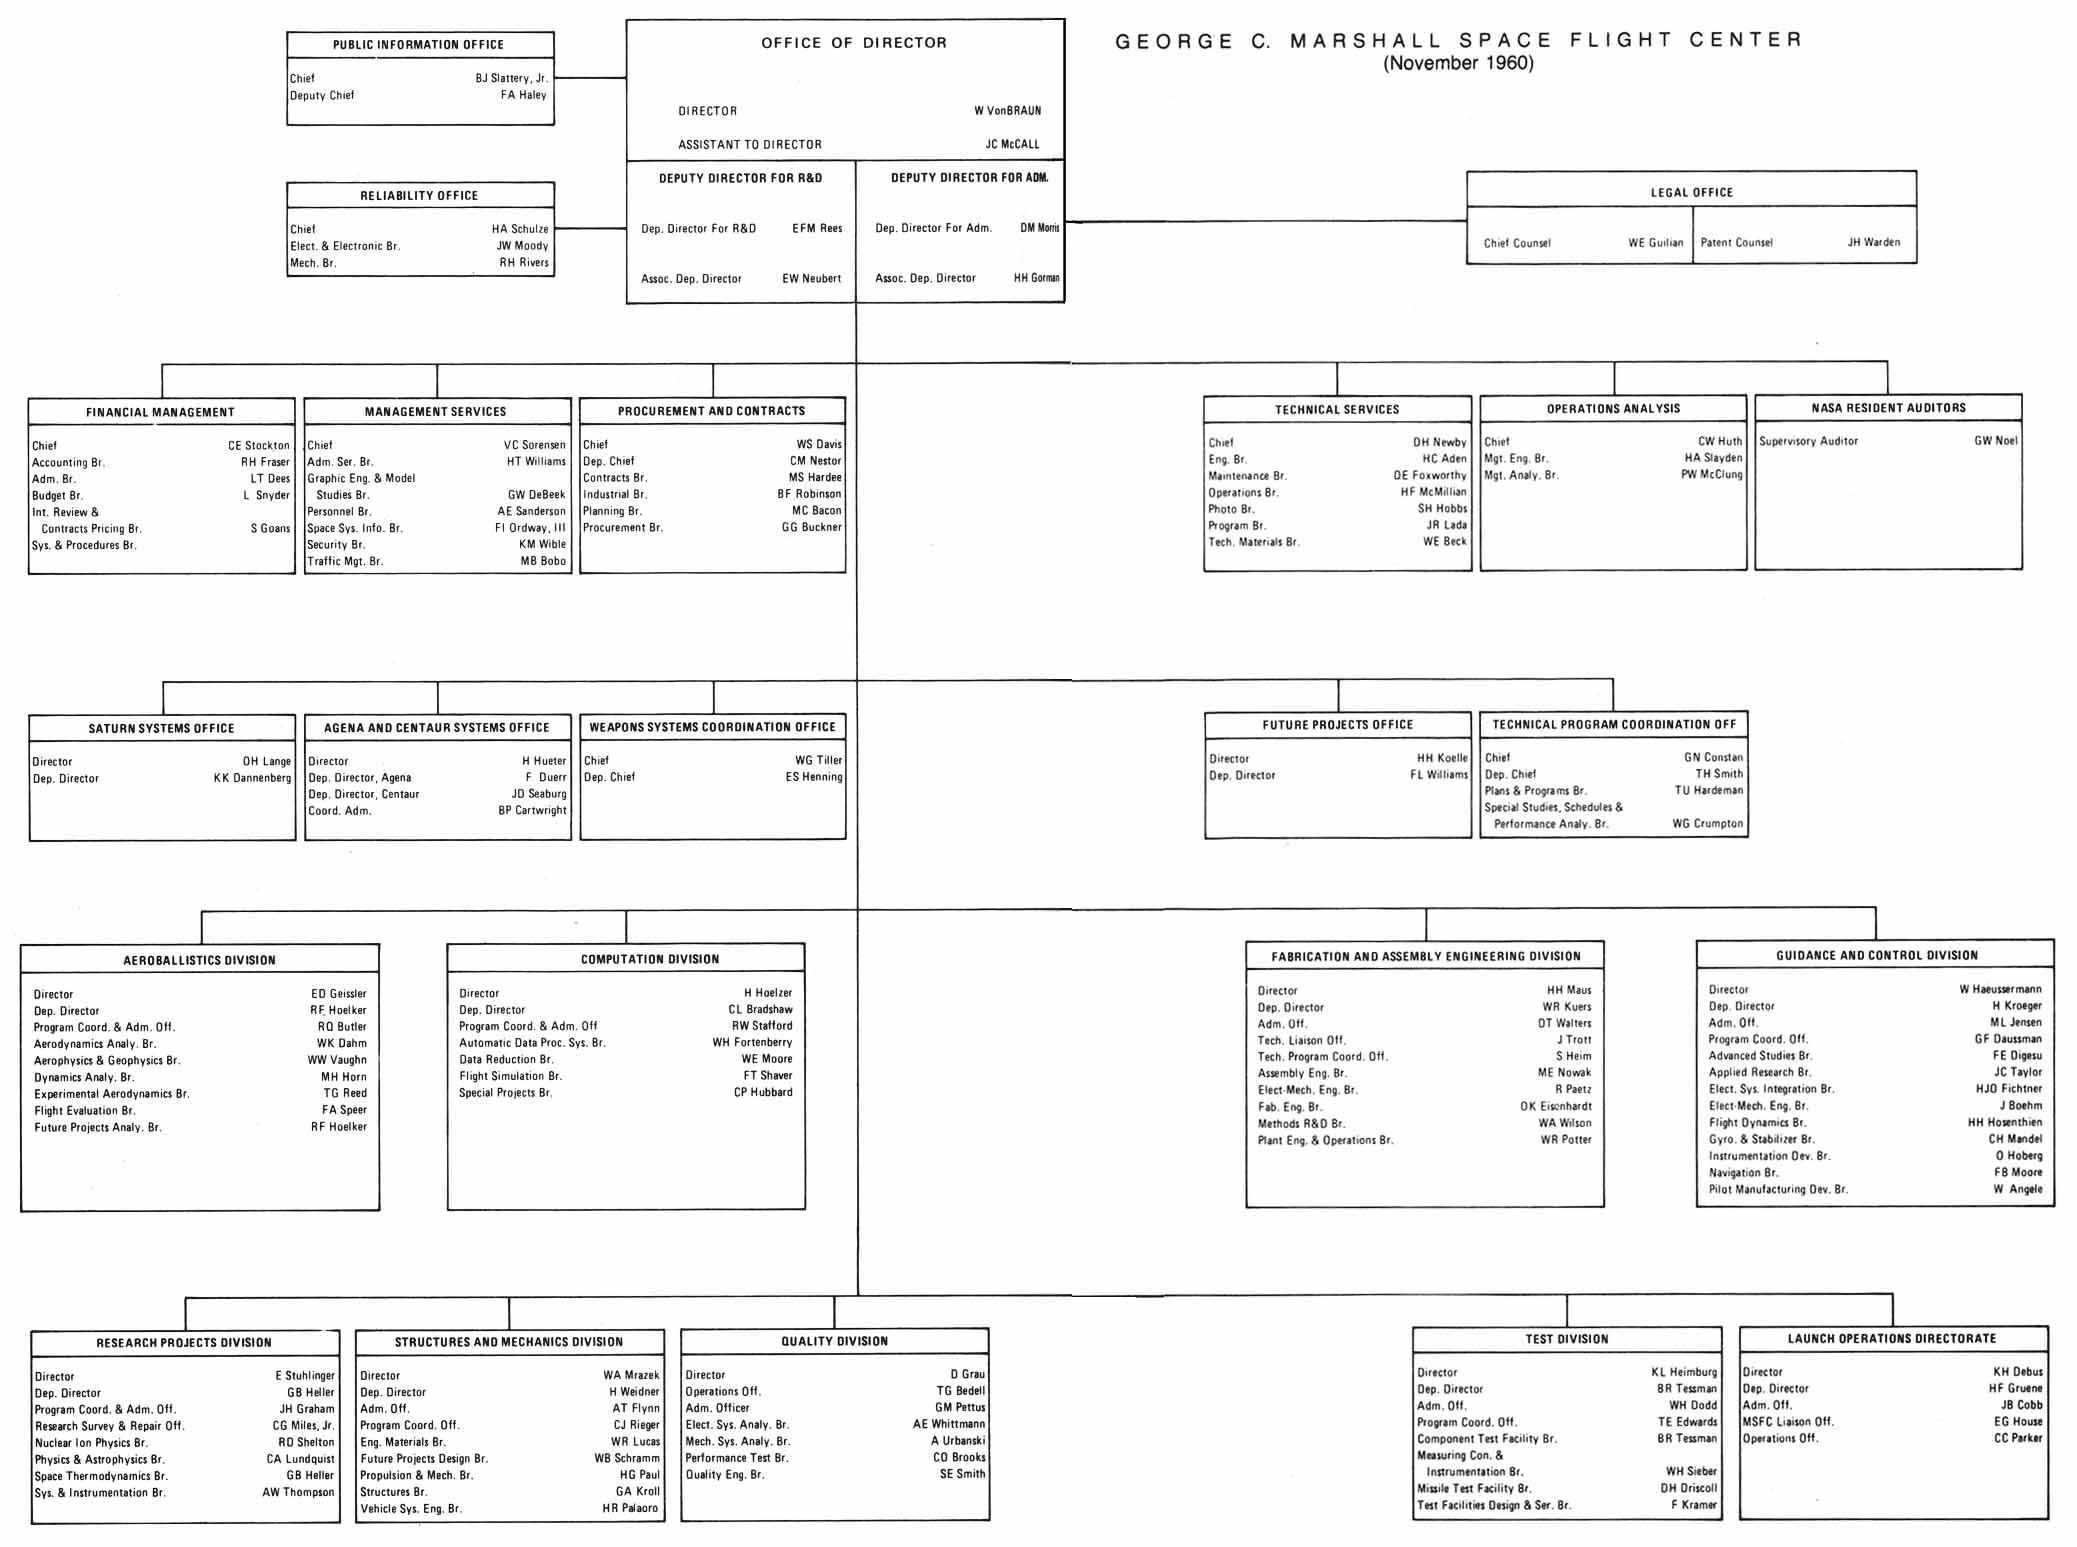 GEORGE C. MARSHALL SPACE FLIGHT CENTER
(November 1960)
PUBLIC INFORMATION OFFICE
Chief BJ Slattery, Jr.
Deputy Chief FA Haley
OFFICE OF DIRECTOR
DIRECTOR W VonBRAUN
ASSISTANT TO DIRECTOR JC McCALL
DEPUTY DIRECTOR FOR R&D
Dep. Director For R&D EFM Rees
Assoc. Dep. Director EW Neubert
DEPUTY DIRECTOR FOR ADM.
Dep. Director For Adm. DM Morris
Assoc. Dep. Director HH Gorman
RELIABILITY OFFICE
Chief HA Schulze
Elect. & Electronic Br. JW Moody
Mech. Br. RH Rivers
LEGAL OFFICE
Chief Counsel WE Guilian
Patent Counsel JH Warden
FINANCIAL MANAGEMENT
Chief CE Stockton
Accounting Br. RH Fraser
Adm. Br. LT Dees
Budget Br. L Snyder
Int. Review &
Contracts Pricing Br. S Goans
Sys. & Procedures Br.
MANAGEMENT SERVICES
Chief VC Sorensen
Adm. Ser. Br. HT Williams
Graphic Eng. & Model
Studies Br. GW DeBeek
Personnel Br. AE Sanderson
Space Sys. Info. Br. FI Ordway, III
Security Br. KM Wible
Traffic Mgt. Br. MB Bobo
PROCUREMENT AND CONTRACTS
Chief WS Davis
Dep. Chief CM Nestor
Contracts Br. MS Hardee
Industrial Br. BF Robinson
Planning Br. MC Bacon
Procurement Br. GG Buckner
TECHNICAL SERVICES
Chief DH Newby
Eng. Br. HC Aden
Maintenance Br. DE Foxworthy
Operations Br. HF McMillian
Photo Br. SH Hobbs
Program Br. JR Lada
Tech. Materials Br. WE Beck
OPERATIONS ANALYSIS
Chief CW Huth
Mgt. Eng. Br. HA Slayden
Mgt. Analy. Br. PW McClung
NASA RESIDENT AUDITORS
Supervisory Auditor GW Noel
SATURN SYSTEMS OFFICE
Director OH Lange
Dep. Director KK Dannenberg
AGENA AND CENTAUR SYSTEMS OFFICE
Director H Hueter
Dep. Director, Agena F Duerr
Dep. Director, Centaur JD Seaburg
Coord. Adm. BP Cartwright
WEAPONS SYSTEMS COORDINATION OFFICE
Chief WG Tiller
Dep. Chief ES Henning
FUTURE PROJECTS OFFICE
Director HH Koelle
Dep. Director FL Williams
TECHNICAL PROGRAM COORDINATION OFF
Chief GN Constan
Dep. Chief TH Smith
Plans & Programs Br. TU Hardeman
Special Studies, Schedules &
Performance Analy. Br. WG Crumpton
AEROBALLISTICS DIVISION
Director ED Geissler
Dep. Director RF Hoelker
Program Coord. & Adm. Off. RQ Butler
Aerodynamics Analy. Br. WK Dahm
Aerophysics & Geophysics Br. WW Vaughn
Dynamics Analy. Br. MH Horn
Experimental Aerodynamics Br. TG Reed
Flight Evaluation Br. FA Speer
Future Projects Analy. Br. RF Hoelker
COMPUTATION DIVISION
Director H Hoelzer
Dep. Director CL Bradshaw
Program Coord. & Adm. Off RW Stafford
Automatic Data Proc. Sys. Br. WH Fortenberry
Data Reduction Br. WE Moore
Flight Simulation Br. FT Shaver
Special Projects Br. CP Hubbard
FABRICATION AND ASSEMBLY ENGINEERING DIVISION
Director HH Maus
Dep. Director WR Kuers
Adm. Off. DT Walters
Tech. Liaison Off. J Trott
Tech. Program Coord. Off. S Heim
Assembly Eng. Br. ME Nowak
Elect-Mech. Eng. Br. R Paetz
Fab. Eng. Br. OK Eisenhardt
Methods R&D Br. WA Wilson
Plant Eng. & Operations Br. WR Potter
GUIDANCE AND CONTROL DIVISION
Director W Haeussermann
Dep. Director H Kroeger
Adm. Off. ML Jensen
Program Coord. Off. GF Daussman
Advanced Studies Br. FE Digesu
Applied Research Br. JC Taylor
Elect. Sys. Integration Br. HJO Fichtner
Elect-Mech. Eng. Br. J Boehm
Flight Dynamics Br. HH Hosenthien
Gyro. & Stabilizer Br. CH Mandel
Instrumentation Dev. Br. O Hoberg
Navigation Br. FB Moore
Pilot Manufacturing Dev. Br. W Angele
RESEARCH PROJECTS DIVISION
Director E Stuhlinger
Dep. Director GB Heller
Program Coord. & Adm. Off. JH Graham
Research Survey & Repair Off. CG Miles, Jr.
Nuclear Ion Physics Br. RD Shelton
Physics & Astrophysics Br. CA Lundquist
Space Thermodynamics Br. GB Heller
Sys. & Instrumentation Br. AW Thompson
STRUCTURES AND MECHANICS DIVISION
Director WA Mrazek
Dep. Director H Weidner
Adm. Off. AT Flynn
Program Coord. Off. CJ Rieger
Eng. Materials Br. WR Lucas
Future Projects Design Br. WB Schramm
Propulsion & Mech. Br. HG Paul
Structures Br. GA Kroll
Vehicle Sys. Eng. Br. HR Palaoro
QUALITY DIVISION
Director D Grau
Operations Off. TG Bedell
Adm. Officer GM Pettus
Elect. Sys. Analy. Br. AE Whittmann
Mech. Sys. Analy. Br. A Urbanski
Performance Test Br. CO Brooks
Quality Eng. Br. SE Smith
TEST DIVISION
Director KL Heimburg
Dep. Director BR Tessman
Adm. Off. WH Dodd
Program Coord. Off. TE Edwards
Component Test Facility Br. BR Tessman
Measuring Con. &
Instrumentation Br. WH Sieber
Missile Test Facility Br. DH Driscoll
Test Facilities Design & Ser. Br. F Kramer
LAUNCH OPERATIONS DIRECTORATE
Director KH Debus
Dep. Director HF Gruene
Adm. Off. JB Cobb
MSFC Liaison Off. EG House
Operations Off. CC Parker